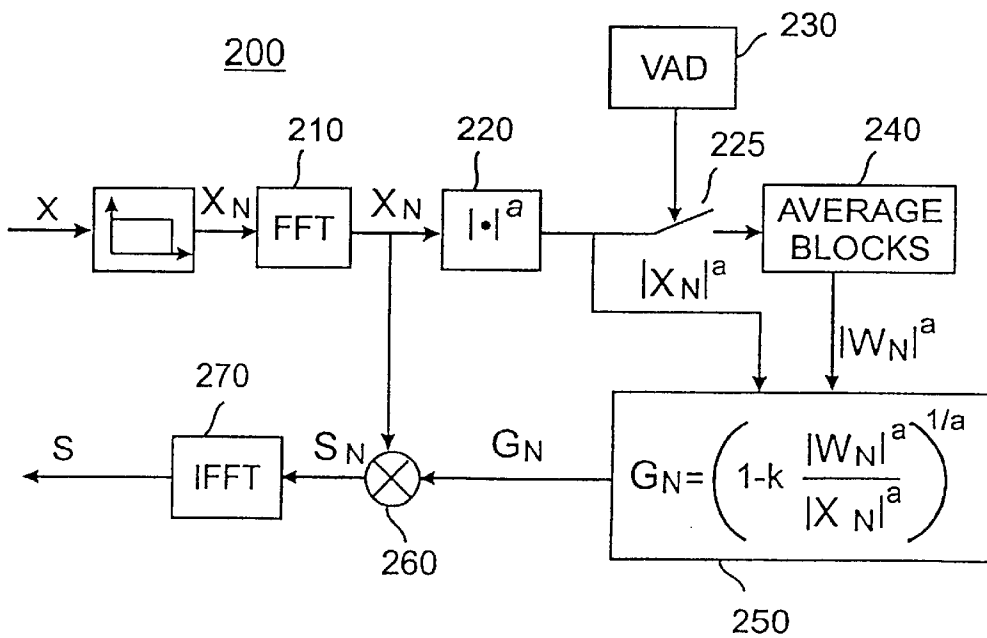 200
230
VAD
210
220
225
240
X
X_N
FFT
X_N
|•|^a
AVERAGE
BLOCKS
|X_N|^a
|W_N|^a
270
S
IFFT
S_N
G_N
260
G_N = (1-k |W_N|^a / |X_N|^a)^1/a
250